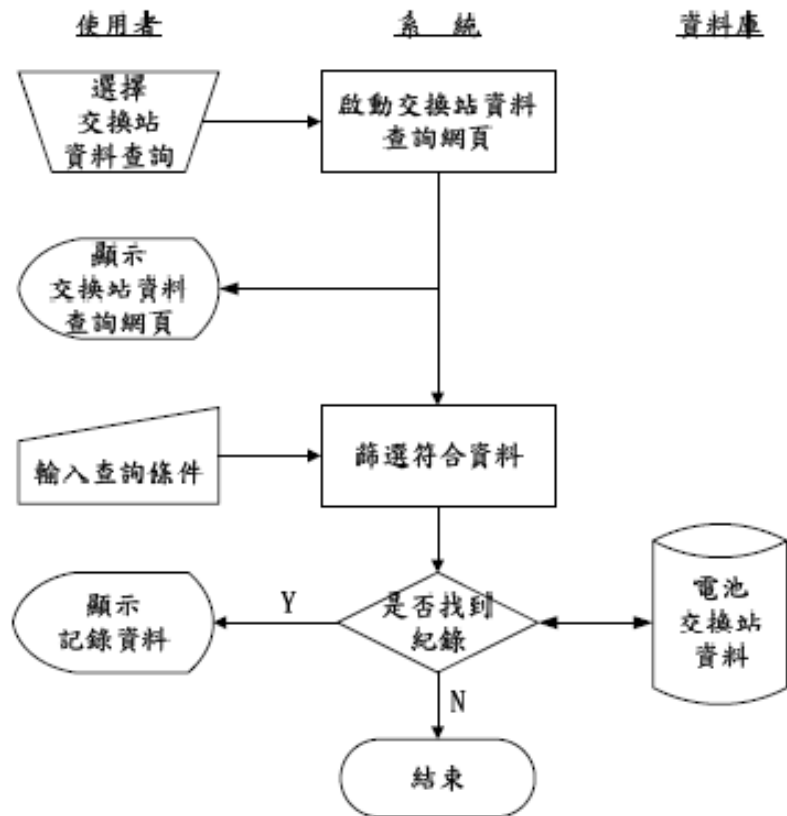 使用者
系 統
資料庫
選擇
交換站
資料查詢
啟動交換站資料
查詢網頁
顯示
交換站資料
查詢網頁
輸入查詢條件
篩選符合資料
顯示
記錄資料
Y
是否找到
紀錄
電池
交換站
資料
N
結束